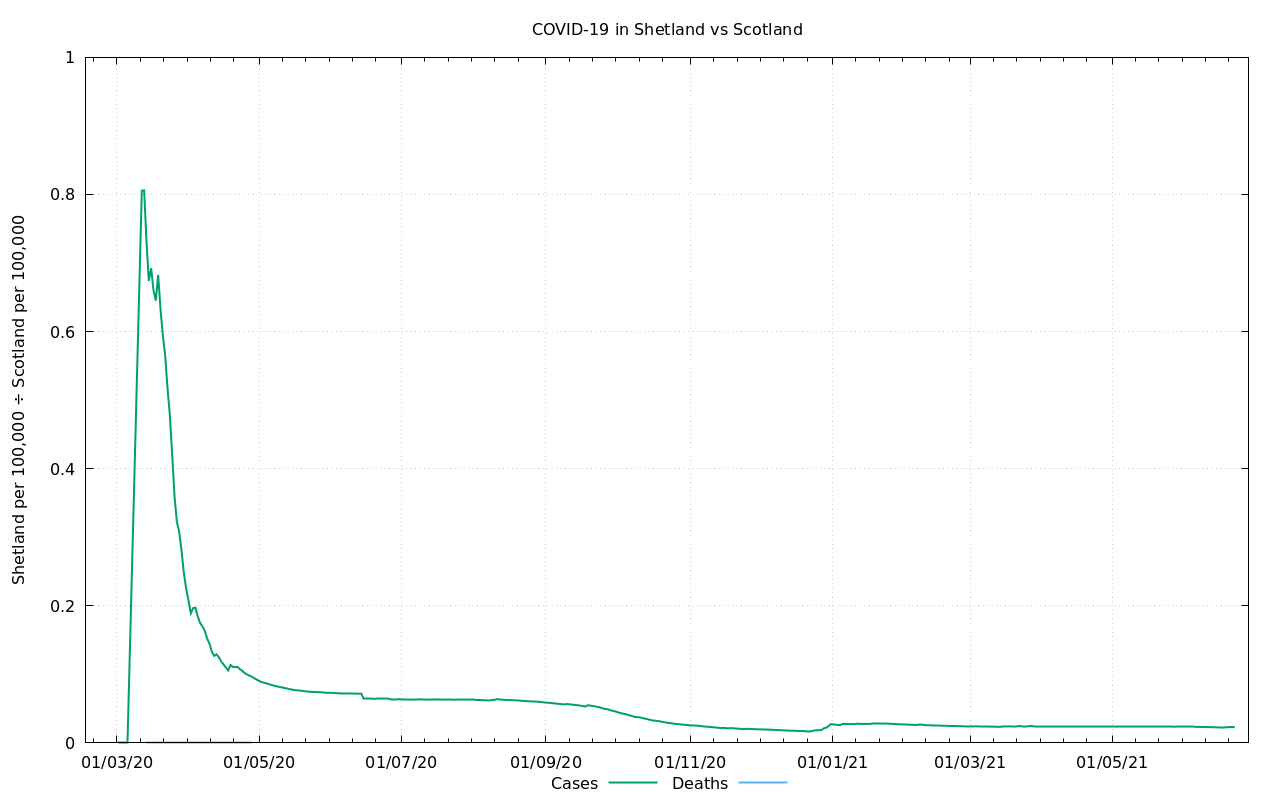 COVID-19 in Shetland vs Scotland
Shetland per 100,000 ÷ Scotland per 100,000
1
0.8
0.6
0.4
0.2
0
01/03/20 01/05/20 01/07/20 01/09/20 01/11/20 01/01/21 01/03/21 01/05/21
Cases Deaths